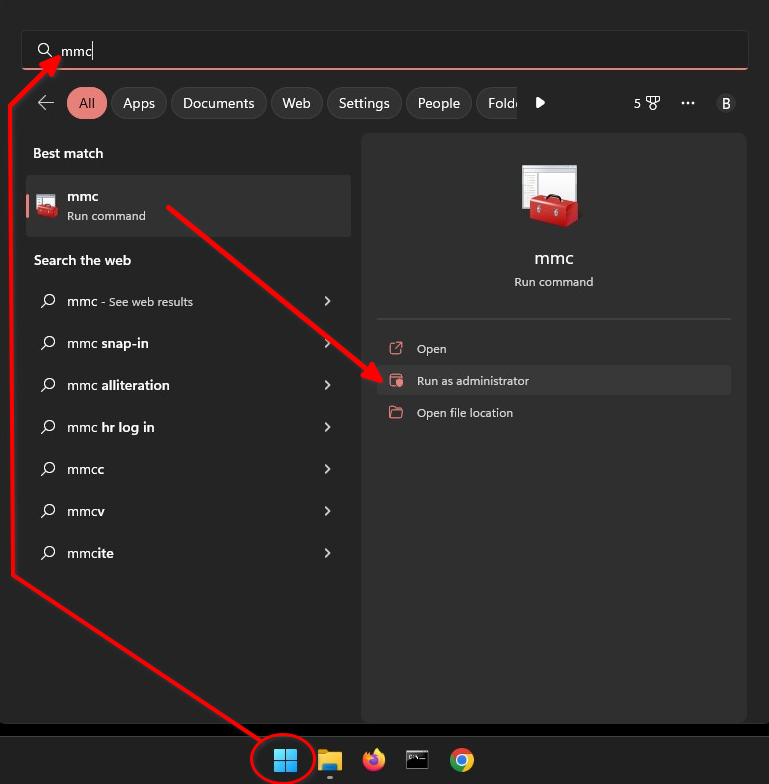 mmc
All
Apps
Documents
Web
Settings
People
Folde
5
B
Best match
mmc
Run command
Search the web
mmc - See web results
mmc snap-in
mmc alliteration
mmc hr log in
mmcc
mmcv
mmcite
mmc
Run command
Open
Run as administrator
Open file location